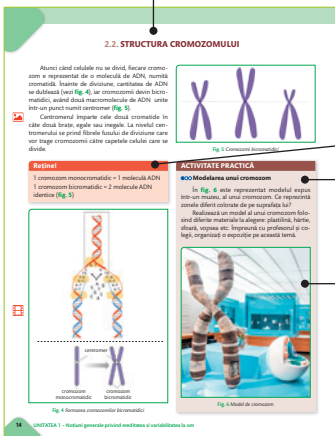 2.2. STRUCTURA CROMOZOMULUI
Atunci când celulele nu se divid, fiecare cromo-
zom e reprezentat de o moleculă de ADN, numită
cromatidă. Înainte de diviziune, cantitatea de ADN
se dublează (vezi fig. 4), iar cromozomii devin bicro-
matidici, având două macromolecule de ADN unite
într-un punct numit centromer (fig. 5).
Centromerul împarte cele două cromatide în
câte două brațe, egale sau inegale. La nivelul cen-
tromerului se prind fibrele fusului de diviziune care
vor trage cromozomii către capetele celulei care se
divide.
Reține!
1 cromozom monocromatidic = 1 moleculă ADN
1 cromozom bicromatidic = 2 molecule ADN
identice (fig. 5)
centromer
cromozom
monocromatidic
cromozom
bicromatidic
Fig. 4 Formarea cromozomilor bicromatidici
Fig. 5 Cromozomi bicromatidici
ACTIVITATE PRACTICĂ
Modelarea unui cromozom
În fig. 6 este reprezentat modelul expus
într-un muzeu, al unui cromozom. Ce reprezintă
zonele diferit colorate de pe suprafața lui?
Realizează un model al unui cromozom folo-
sind diferite materiale la alegere: plastilină, hârtie,
sfoară, vopsea etc. Împreună cu profesorul și co-
legii, organizați o expoziție pe această temă.
Fig. 6 Model de cromozom
14 UNITATEA 1 – Noțiuni generale privind ereditatea și variabilitatea la om